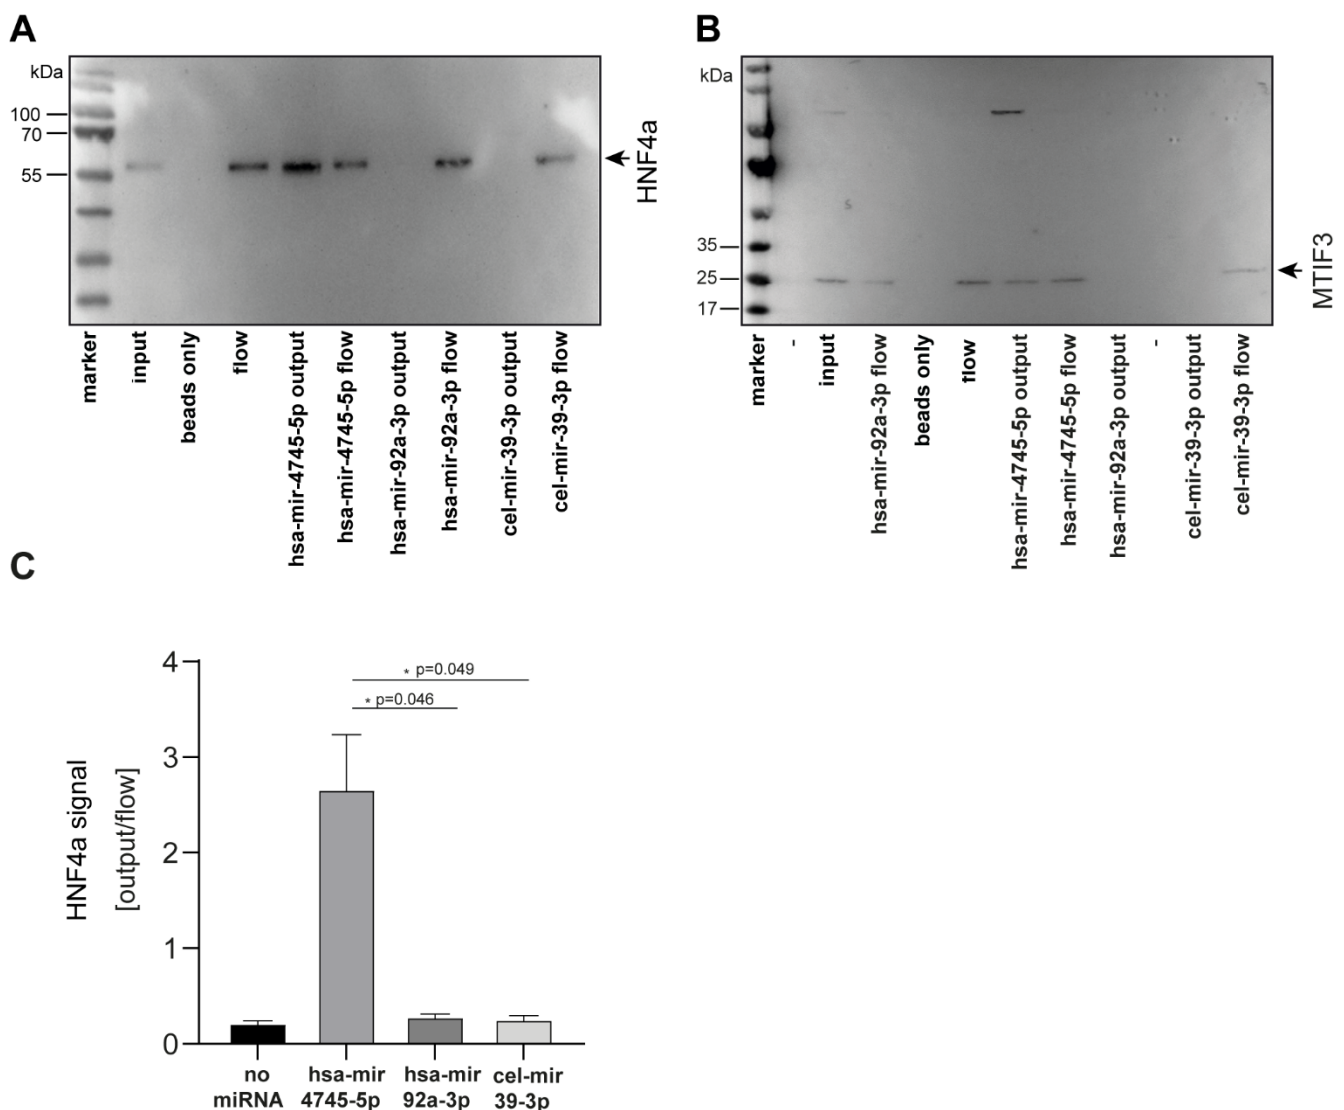 A
kDa
100
70
55
HNF4a
marker
input
beads only
flow
hsa-mir-4745-5p output
hsa-mir-4745-5p flow
hsa-mir-92a-3p output
hsa-mir-92a-3p flow
cel-mir-39-3p output
cel-mir-39-3p flow
B
kDa
35
25
17
MTIF3
marker
-
input
hsa-mir-92a-3p flow
beads only
flow
hsa-mir-4745-5p output
hsa-mir-4745-5p flow
hsa-mir-92a-3p output
-
cel-mir-39-3p output
cel-mir-39-3p flow
C
HNF4a signal
[output/flow]
4
3
2
1
0
* p=0.049
* p=0.046
no
miRNA
hsa-mir
4745-5p
hsa-mir
92a-3p
cel-mir
39-3p